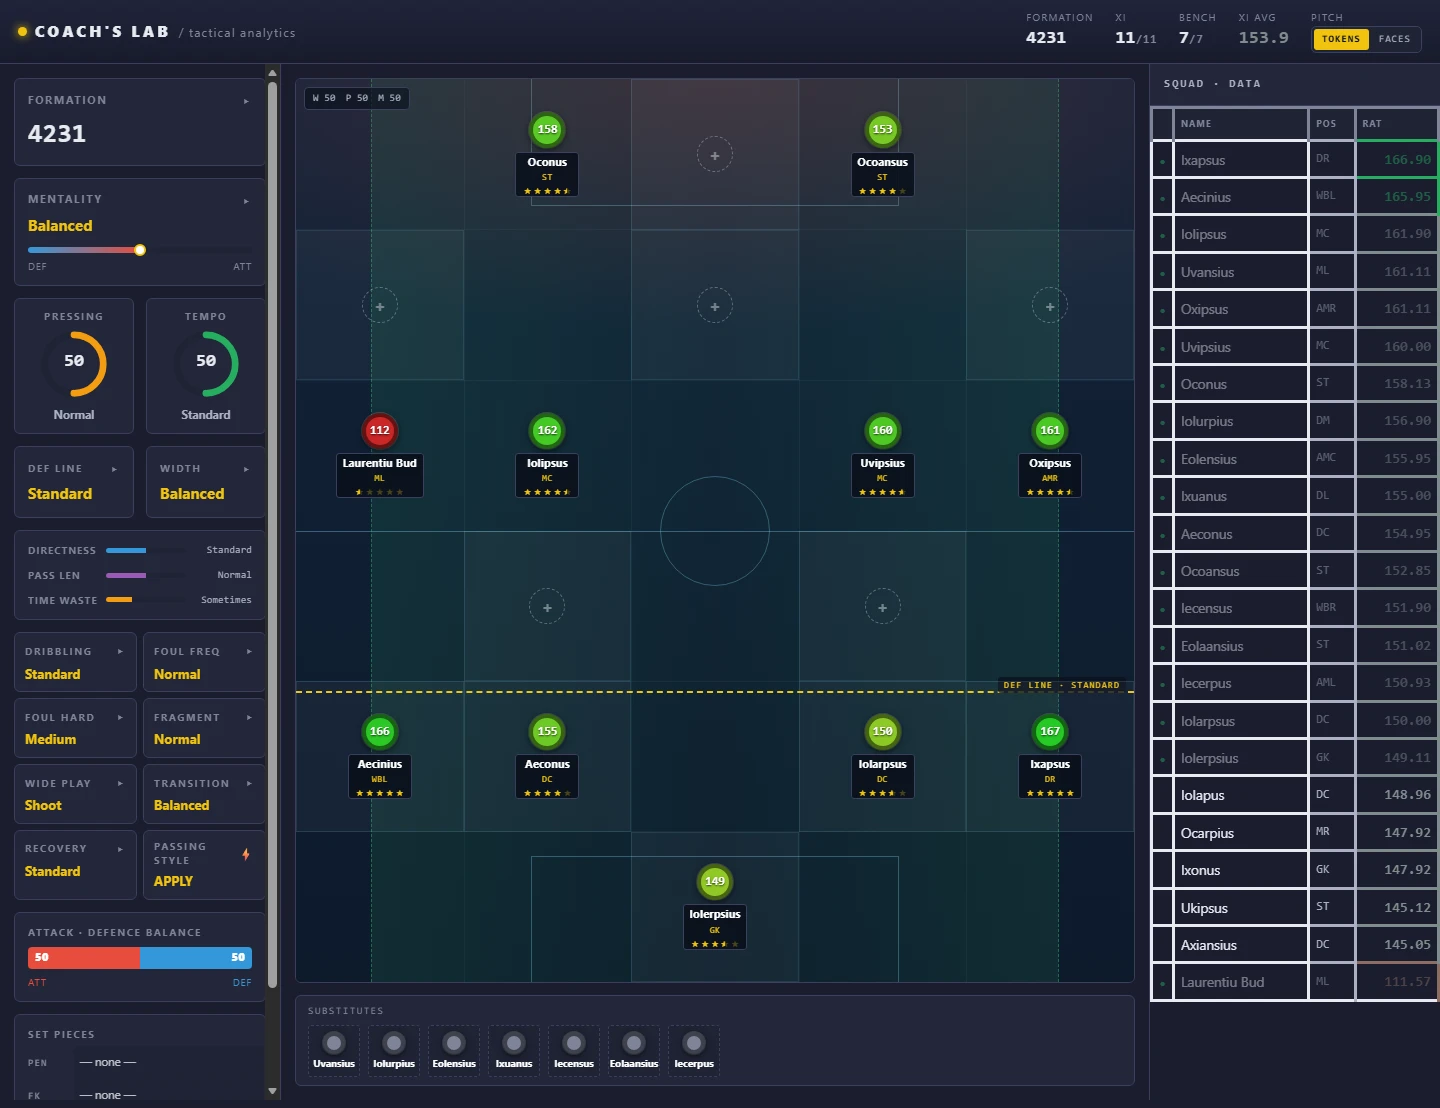 COACH'S LAB / tactical analytics
FORMATION XI BENCH XI AVG PITCH
4231 11/11 7/7 153.9 TOKENS FACES
FORMATION
4231
MENTALITY
Balanced
DEF ATT
PRESSING
50
Normal
TEMPO
50
Standard
DEF LINE
Standard
WIDTH
Balanced
DIRECTNESS Standard
PASS LEN Normal
TIME WASTE Sometimes
DRIBBLING
Standard
FOUL FREQ
Normal
FOUL HARD
Medium
FRAGMENT
Normal
WIDE PLAY
Shoot
TRANSITION
Balanced
RECOVERY
Standard
PASSING
STYLE
APPLY
ATTACK · DEFENCE BALANCE
50 50
ATT DEF
SET PIECES
PEN — none —
FK — none —
W 50 P 50 M 50
158
Oconus
ST
153
Ocoansus
ST
112
Laurentiu Bud
ML
162
Iolipsus
MC
160
Uvipsius
MC
161
Oxipsus
AMR
DEF LINE · STANDARD
166
Aecinius
WBL
155
Aeconus
DC
150
Iolarpsus
DC
167
Ixapsus
DR
149
Iolerpsius
GK
SUBSTITUTES
Uvansius Iolurpius Eolensius Ixuanus Iecensus Eolaansius Iecerpus
SQUAD · DATA
NAME POS RAT
Ixapsus DR 166.90
Aecinius WBL 165.95
Iolipsus MC 161.90
Uvansius ML 161.11
Oxipsus AMR 161.11
Uvipsius MC 160.00
Oconus ST 158.13
Iolurpius DM 156.90
Eolensius AMC 155.95
Ixuanus DL 155.00
Aeconus DC 154.95
Ocoansus ST 152.85
Iecensus WBR 151.90
Eolaansius ST 151.02
Iecerpus AML 150.93
Iolarpsus DC 150.00
Iolerpsius GK 149.11
Iolapus DC 148.96
Ocarpius MR 147.92
Ixonus GK 147.92
Ukipsus ST 145.12
Axiansius DC 145.05
Laurentiu Bud ML 111.57